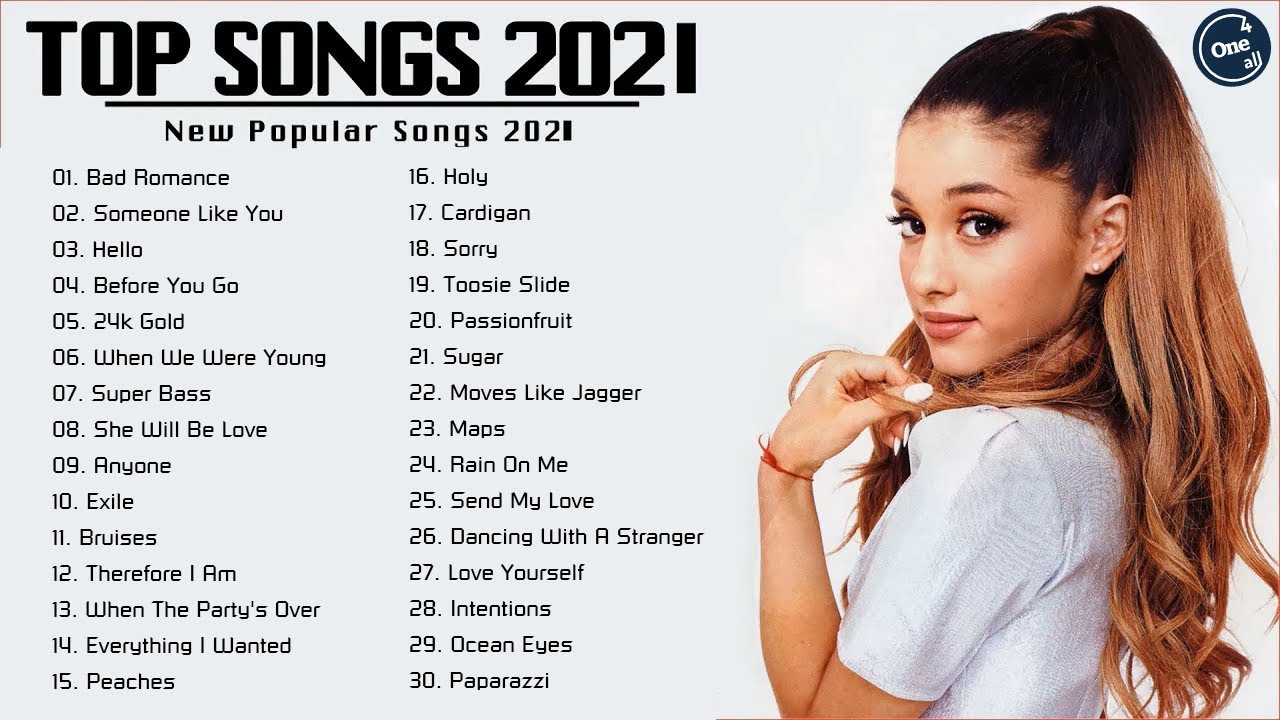 TOP SONGS 2021
New Popular Songs 2021
01. Bad Romance
02. Someone Like You
03. Hello
04. Before You Go
05. 24k Gold
06. When We Were Young
07. Super Bass
08. She Will Be Love
09. Anyone
10. Exile
11. Bruises
12. Therefore I Am
13. When The Party's Over
14. Everything I Wanted
15. Peaches
16. Holy
17. Cardigan
18. Sorry
19. Toosie Slide
20. Passionfruit
21. Sugar
22. Moves Like Jagger
23. Maps
24. Rain On Me
25. Send My Love
26. Dancing With A Stranger
27. Love Yourself
28. Intentions
29. Ocean Eyes
30. Paparazzi
4
One
all